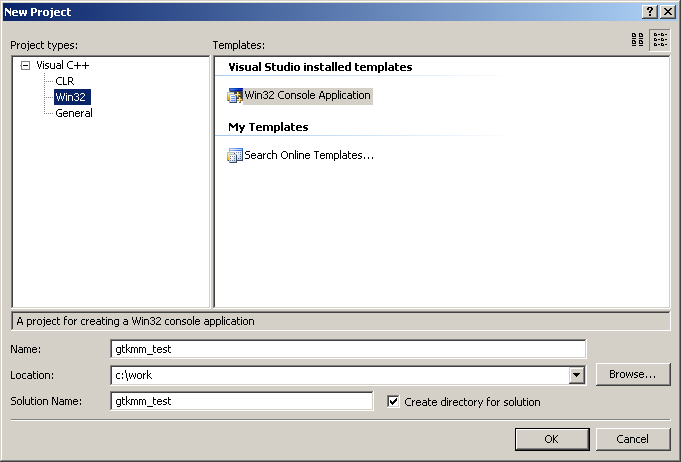 New Project
Project types:
Templates:
Visual C++
CLR
Win32
General
Visual Studio installed templates
Win32 Console Application
My Templates
Search Online Templates...
A project for creating a Win32 console application
Name:
gtkmm_test
Location:
c:\work
Browse...
Solution Name:
gtkmm_test
Create directory for solution
OK
Cancel